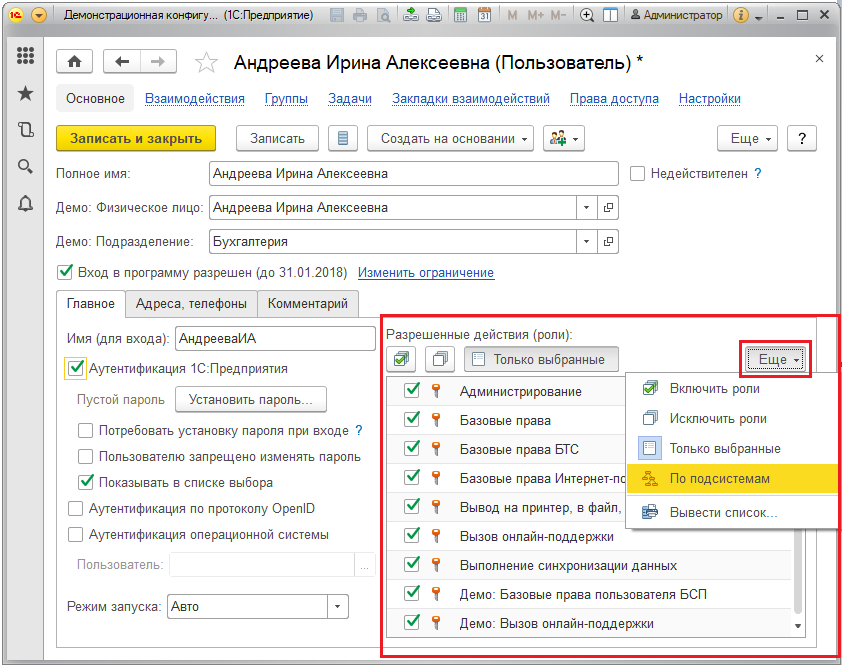 Демонстрационная конфигу... (1С:Предприятие) M M+ M- Администратор
Андреева Ирина Алексеевна (Пользователь) *
Основное Взаимодействия Группы Задачи Закладки взаимодействий Права доступа Настройки
Записать и закрыть Записать Создать на основании Еще ?
Полное имя: Андреева Ирина Алексеевна Недействителен ?
Демо: Физическое лицо: Андреева Ирина Алексеевна
Демо: Подразделение: Бухгалтерия
Вход в программу разрешен (до 31.01.2018) Изменить ограничение
Главное Адреса, телефоны Комментарий
Имя (для входа): АндрееваИА
Аутентификация 1С:Предприятия
Пустой пароль Установить пароль...
Потребовать установку пароля при входе ?
Пользователю запрещено изменять пароль
Показывать в списке выбора
Аутентификация по протоколу OpenID
Аутентификация операционной системы
Пользователь: ...
Режим запуска: Авто
Разрешенные действия (роли):
Только выбранные Еще
Администрирование
Базовые права
Базовые права БТС
Базовые права Интернет-по
Вывод на принтер, в файл,
Вызов онлайн-поддержки
Выполнение синхронизации данных
Демо: Базовые права пользователя БСП
Демо: Вызов онлайн-поддержки
Включить роли
Исключить роли
Только выбранные
По подсистемам
Вывести список...